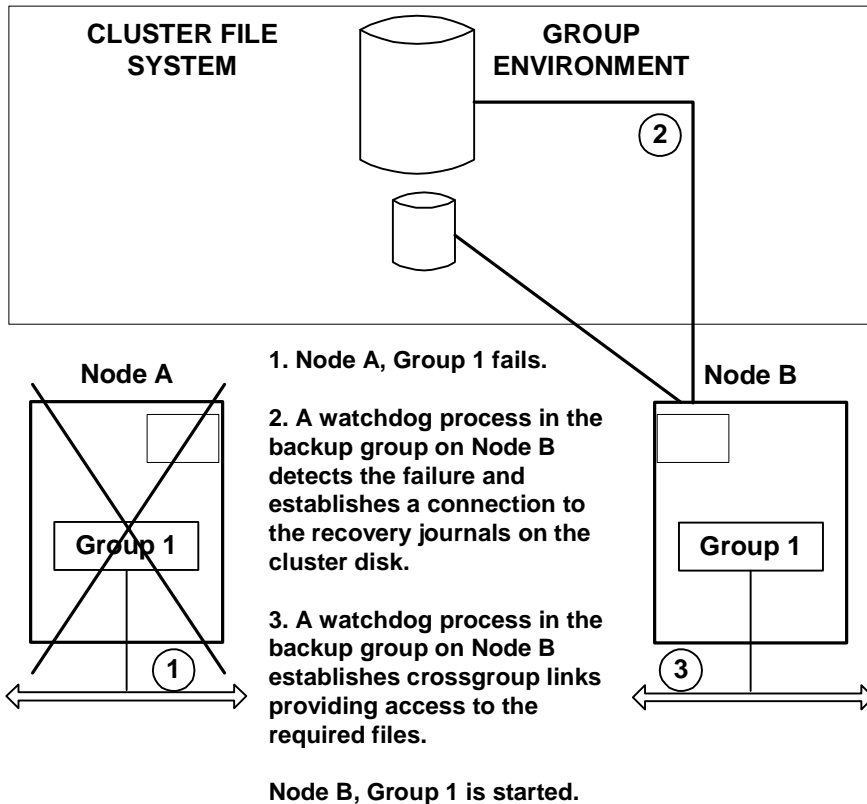 CLUSTER FILE
SYSTEM
GROUP
ENVIRONMENT
2
Node A
1. Node A, Group 1 fails.
2. A watchdog process in the
backup group on Node B
detects the failure and
establishes a connection to
the recovery journals on the
cluster disk.
3. A watchdog process in the
backup group on Node B
establishes crossgroup links
providing access to the
required files.
Node B, Group 1 is started.
Group 1
1
Node B
Group 1
3